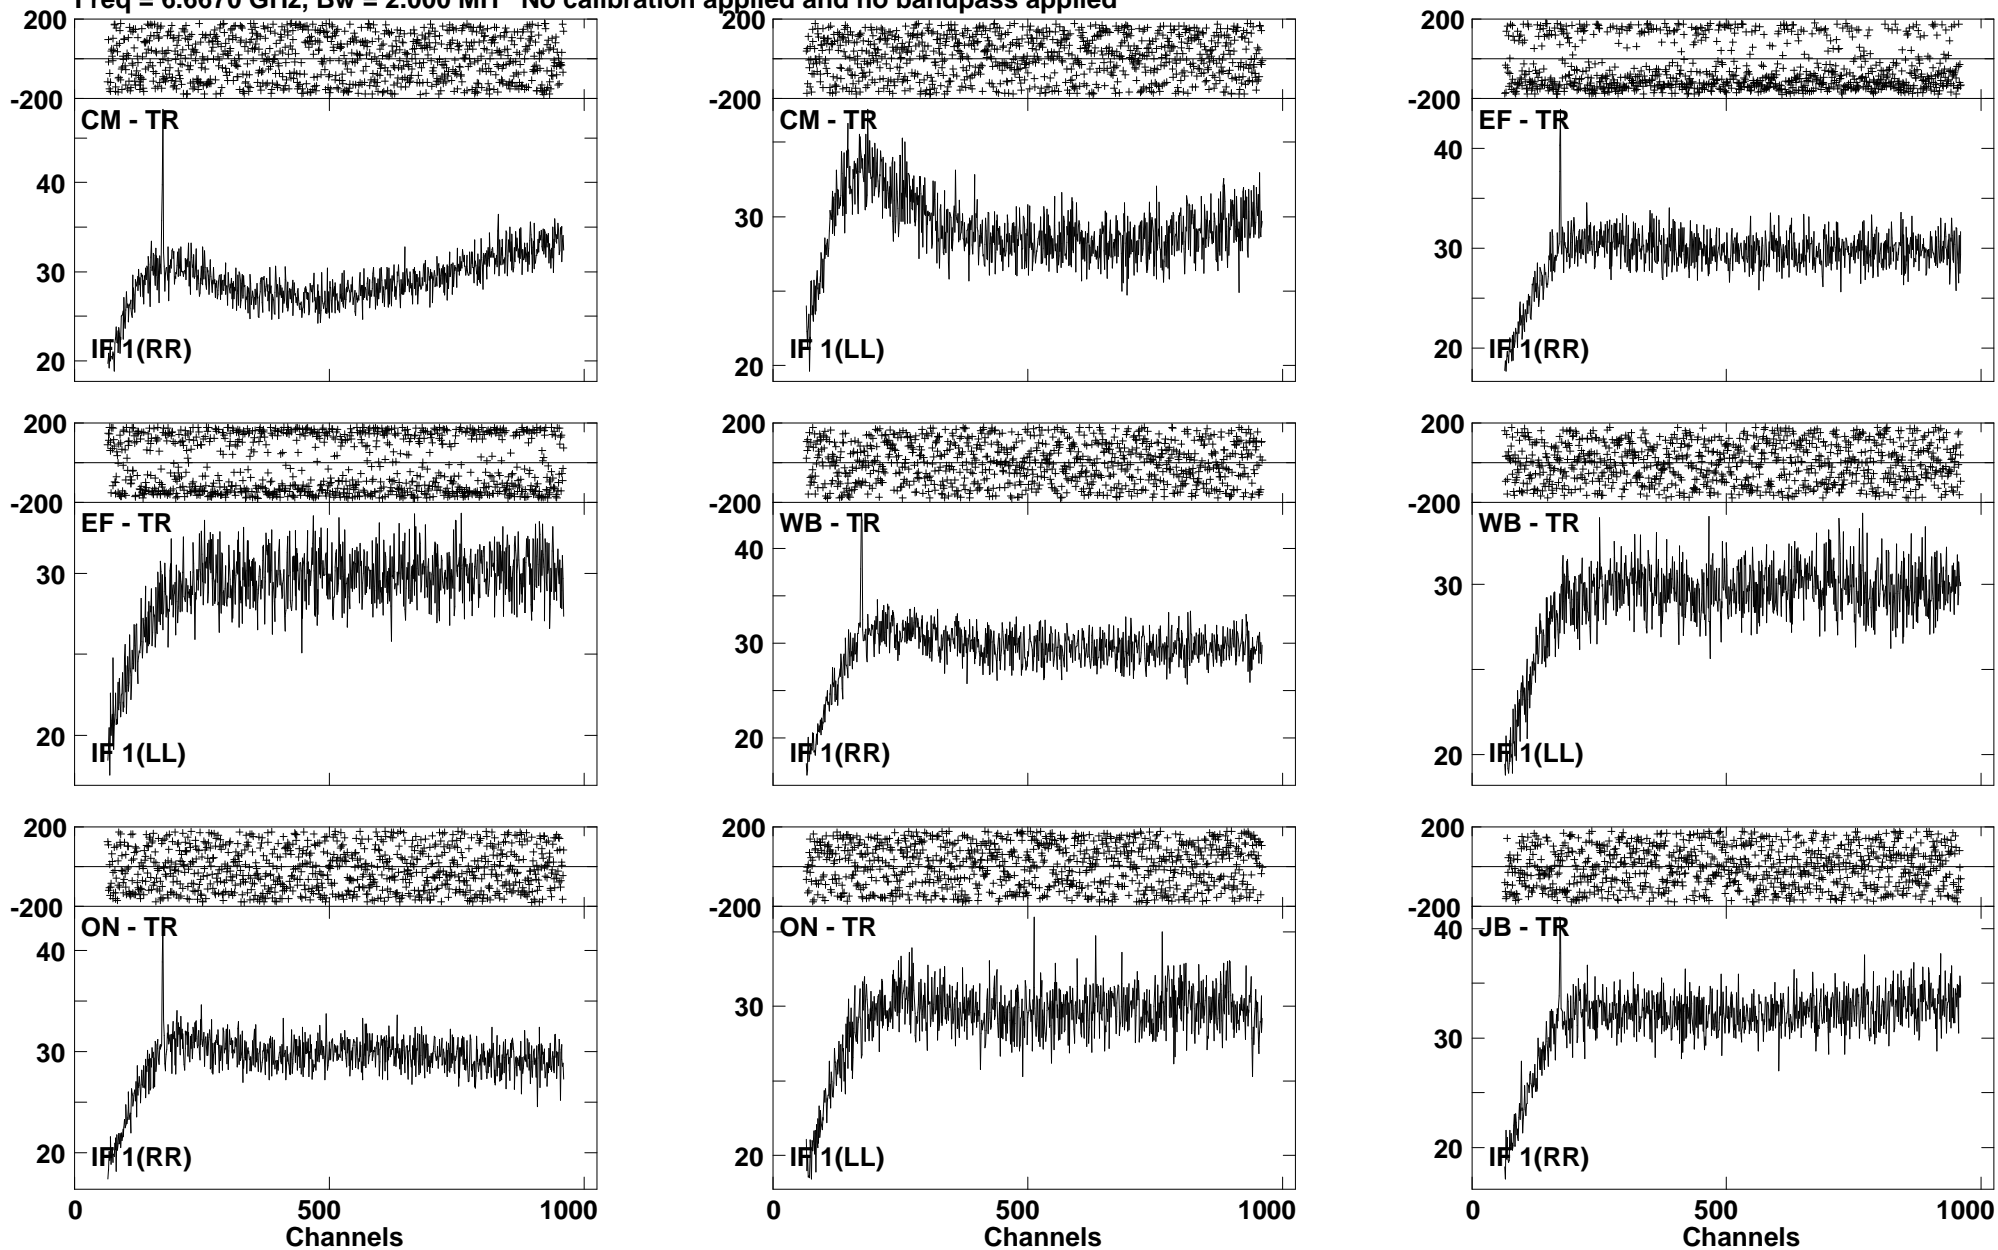 Freq = 6.6670 GHz, Bw = 2.000 MH No calibration applied and no bandpass applied
200 200 200
-200 -200 -200
CM - TR CM - TR EF - TR
40 30 40
30 20 30
20 20
IF 1(RR) IF 1(LL) IF 1(RR)
200 200 200
-200 -200 -200
EF - TR WB - TR WB - TR
30 40 30
20 30 20
20
IF 1(LL) IF 1(RR) IF 1(LL)
200 200 200
-200 -200 -200
ON - TR ON - TR JB - TR
40 30 40
30 20 30
20 20
IF 1(RR) IF 1(LL) IF 1(RR)
0 500 1000 0 500 1000 0 500 1000
Channels Channels Channels